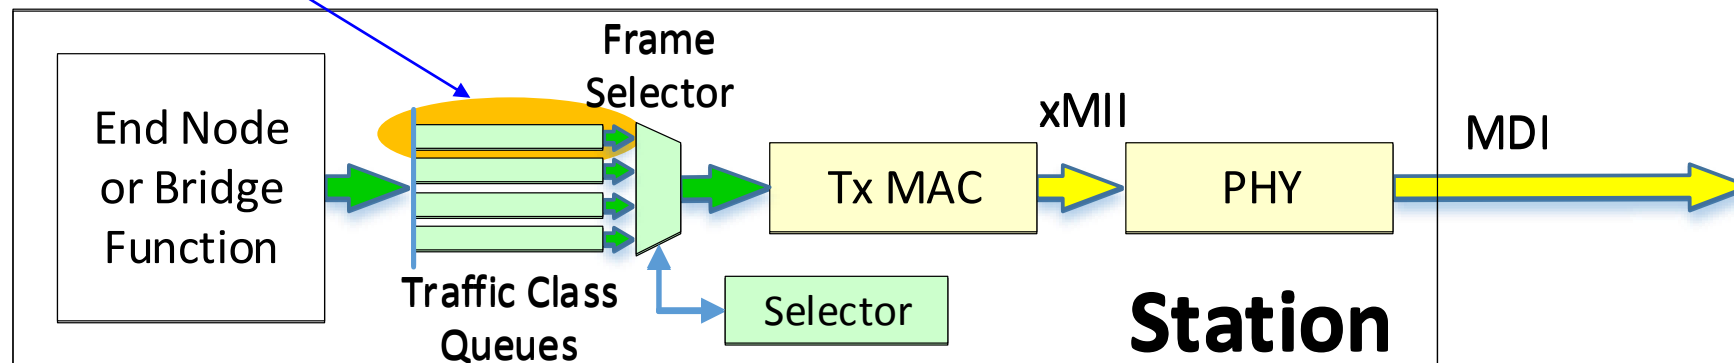 End Node
or Bridge
Function
Traffic Class
Queues
Frame
Selector
Selector
Tx MAC
xMII
PHY
MDI
Station